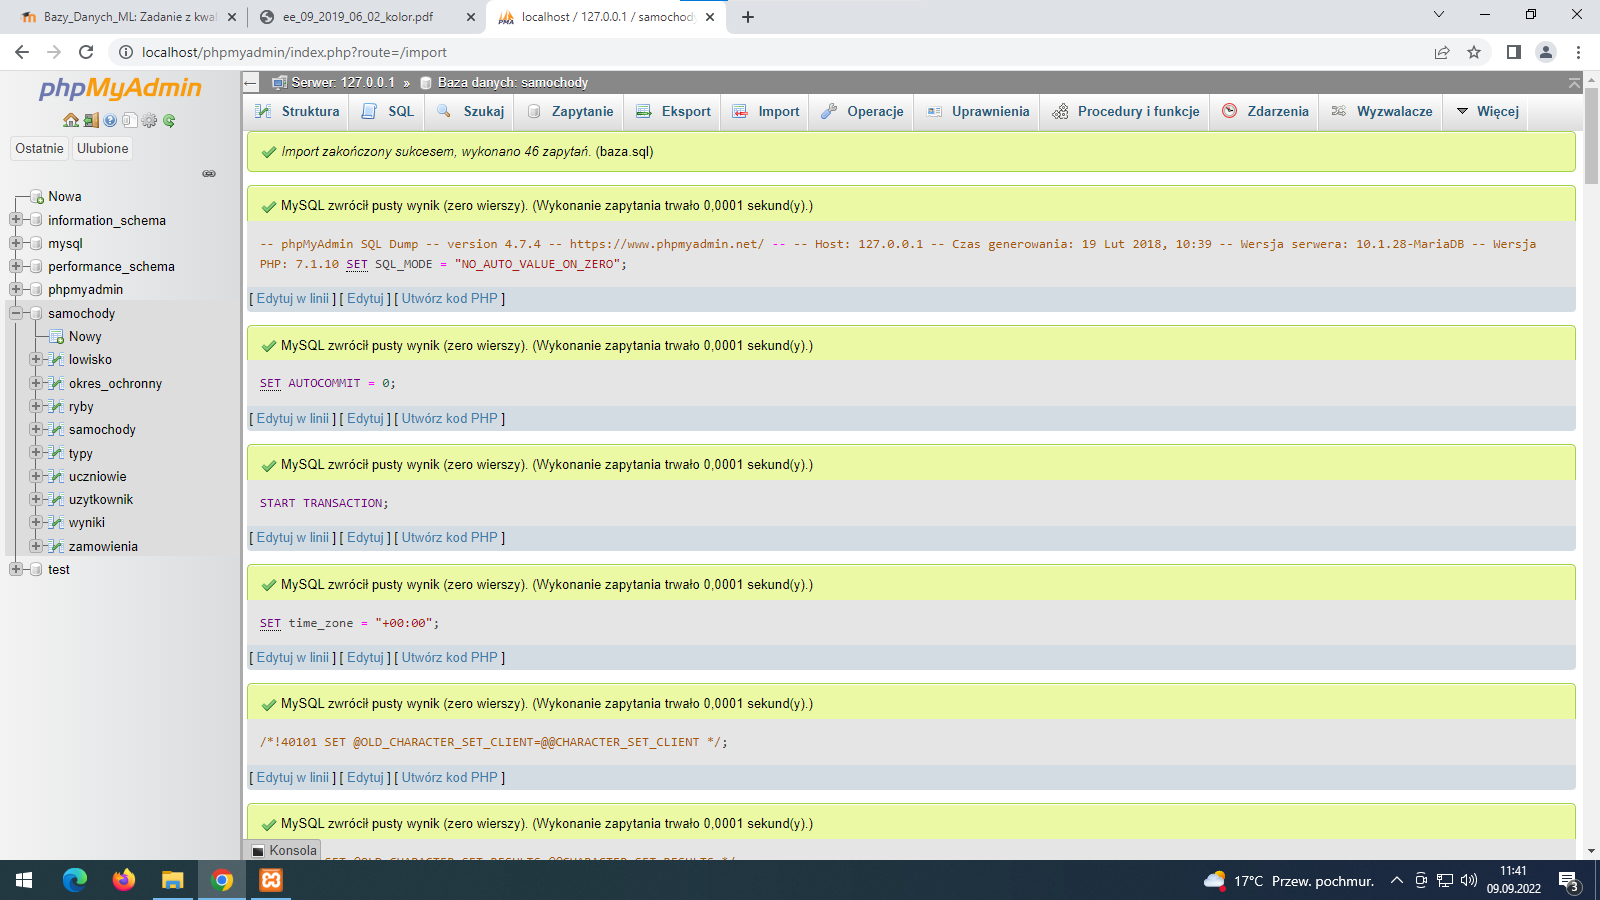 Bazy_Danych_ML: Zadanie z kwal
ee_09_2019_06_02_kolor.pdf
localhost / 127.0.0.1 / samochody
localhost/phpmyadmin/index.php?route=/import
phpMyAdmin
Ostatnie
Ulubione
Nowa
information_schema
mysql
performance_schema
phpmyadmin
samochody
Nowy
lowisko
okres_ochronny
ryby
samochody
typy
uczniowie
uzytkownik
wyniki
zamowienia
test
Serwer: 127.0.0.1 » Baza danych: samochody
Struktura SQL Szukaj Zapytanie Eksport Import Operacje Uprawnienia Procedury i funkcje Zdarzenia Wyzwalacze Więcej
Import zakończony sukcesem, wykonano 46 zapytań. (baza.sql)
MySQL zwrócił pusty wynik (zero wierszy). (Wykonanie zapytania trwało 0,0001 sekund(y).)
-- phpMyAdmin SQL Dump -- version 4.7.4 -- https://www.phpmyadmin.net/ -- -- Host: 127.0.0.1 -- Czas generowania: 19 Lut 2018, 10:39 -- Wersja serwera: 10.1.28-MariaDB -- Wersja
PHP: 7.1.10 SET SQL_MODE = "NO_AUTO_VALUE_ON_ZERO";
[ Edytuj w linii ] [ Edytuj ] [ Utwórz kod PHP ]
MySQL zwrócił pusty wynik (zero wierszy). (Wykonanie zapytania trwało 0,0001 sekund(y).)
SET AUTOCOMMIT = 0;
[ Edytuj w linii ] [ Edytuj ] [ Utwórz kod PHP ]
MySQL zwrócił pusty wynik (zero wierszy). (Wykonanie zapytania trwało 0,0001 sekund(y).)
START TRANSACTION;
[ Edytuj w linii ] [ Edytuj ] [ Utwórz kod PHP ]
MySQL zwrócił pusty wynik (zero wierszy). (Wykonanie zapytania trwało 0,0001 sekund(y).)
SET time_zone = "+00:00";
[ Edytuj w linii ] [ Edytuj ] [ Utwórz kod PHP ]
MySQL zwrócił pusty wynik (zero wierszy). (Wykonanie zapytania trwało 0,0001 sekund(y).)
/*!40101 SET @OLD_CHARACTER_SET_CLIENT=@@CHARACTER_SET_CLIENT */;
[ Edytuj w linii ] [ Edytuj ] [ Utwórz kod PHP ]
MySQL zwrócił pusty wynik (zero wierszy). (Wykonanie zapytania trwało 0,0001 sekund(y).)
Konsola
17°C Przew. pochmur.
11:41
09.09.2022
3